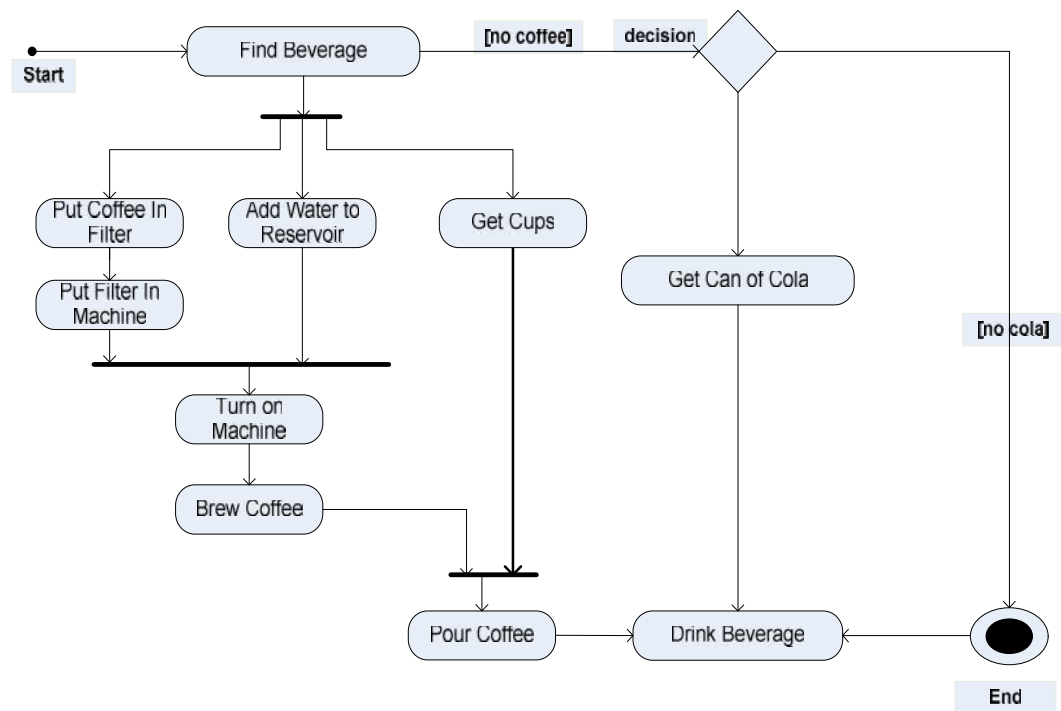 Find Beverage
[no coffee]
decision
Start
Put Coffee In
Filter
Add Water to
Reservoir
Get Cups
Put Filter In
Machine
Get Can of Cola
[no cola]
Turn on
Machine
Brew Coffee
Pour Coffee
Drink Beverage
End